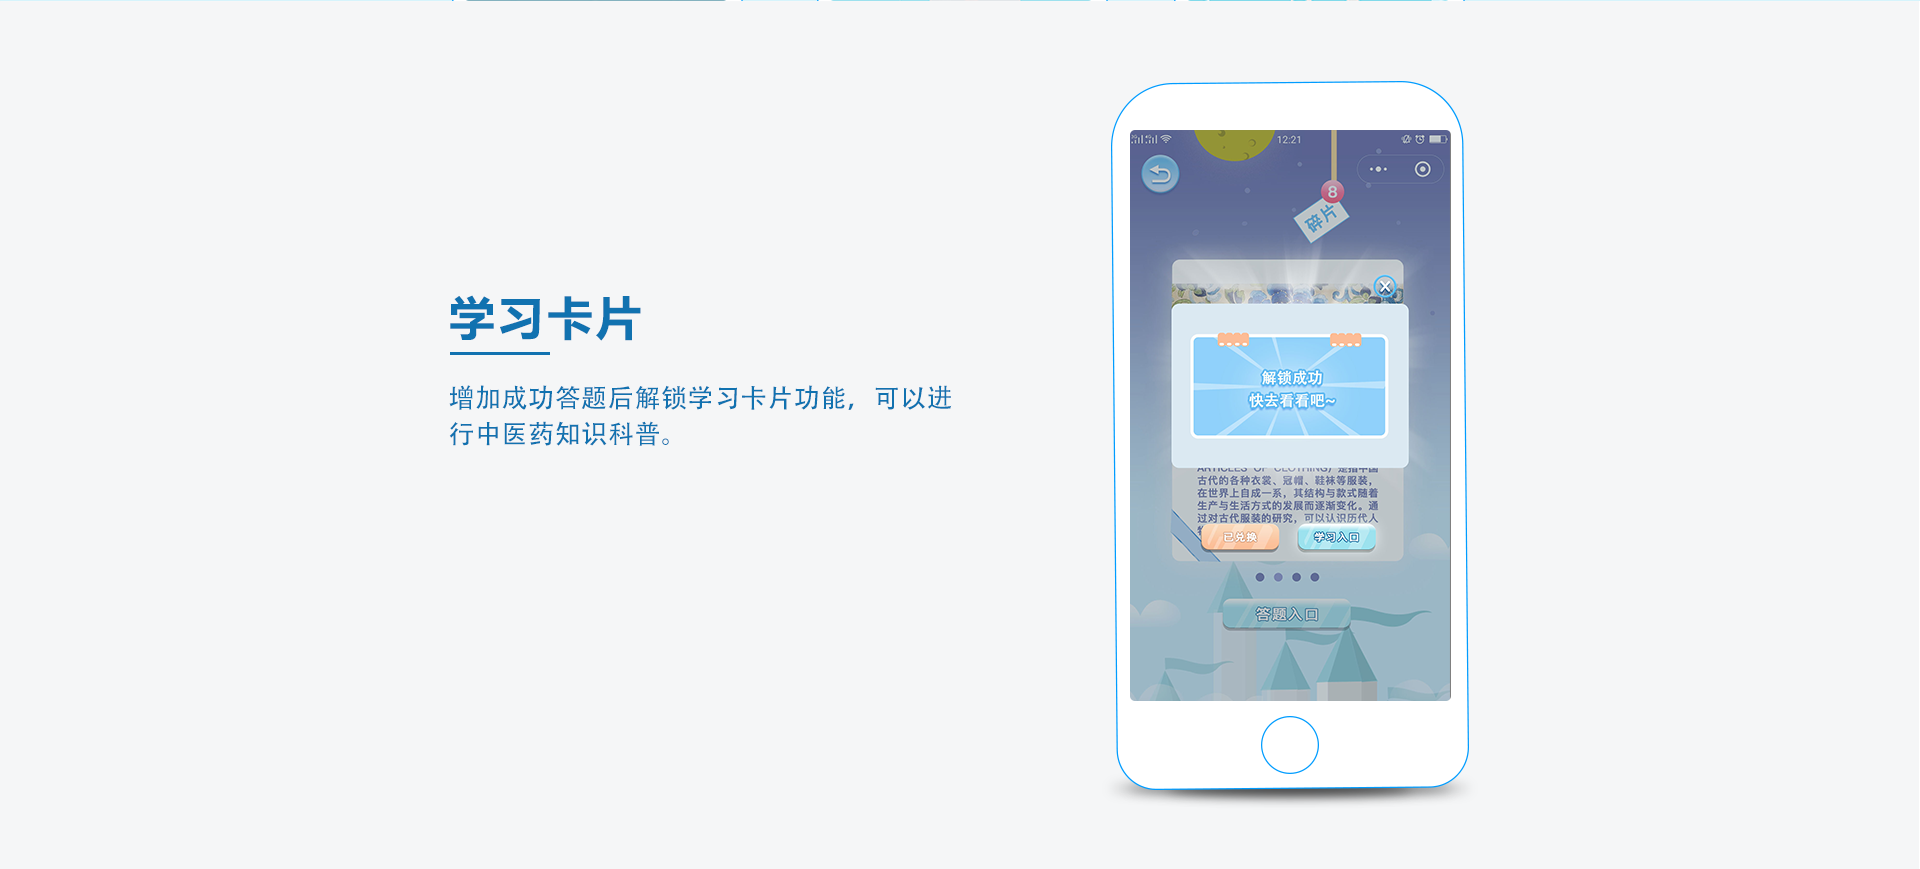 学习卡片
增加成功答题后解锁学习卡片功能，可以进
行中医药知识科普。
12:21
8
碎片
解锁成功
快去看看吧~
ARTICLES OF CLOTHING) 是指中国
古代的各种衣裳、冠帽、鞋袜等服装，
在世界上自成一系，其结构与款式随着
生产与生活方式的发展而逐渐变化。通
过对古代服装的研究，可以认识历代人
已兑换
学习入口
答题入口